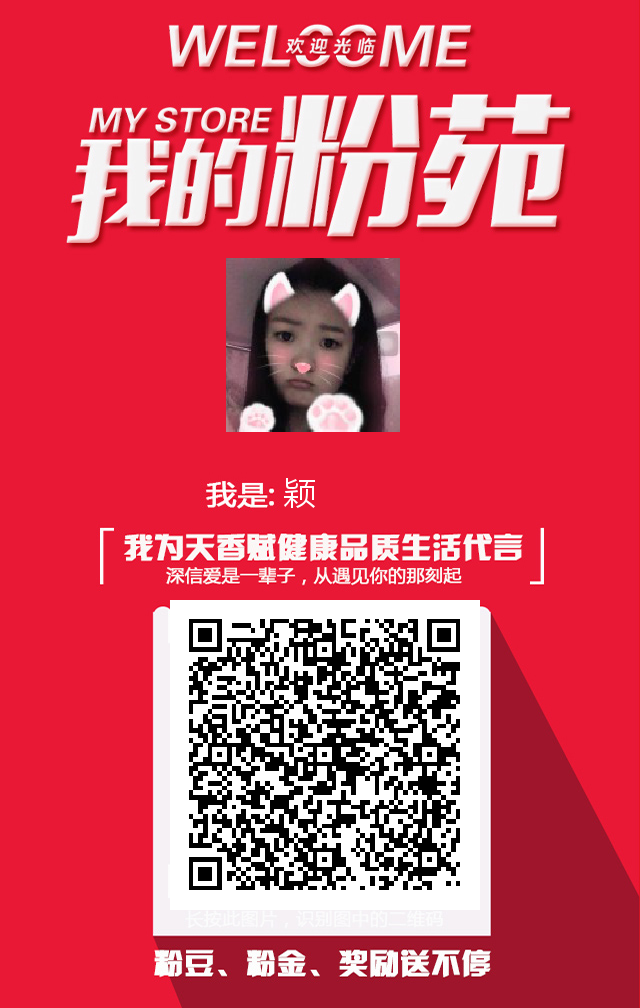 WELCOME
欢迎光临
MY STORE
我的粉苑
我是: 颖
我为天香赋健康品质生活代言
深信爱是一辈子，从遇见你的那刻起
长按此图片，识别图中的二维码
粉豆、粉金、奖励送不停